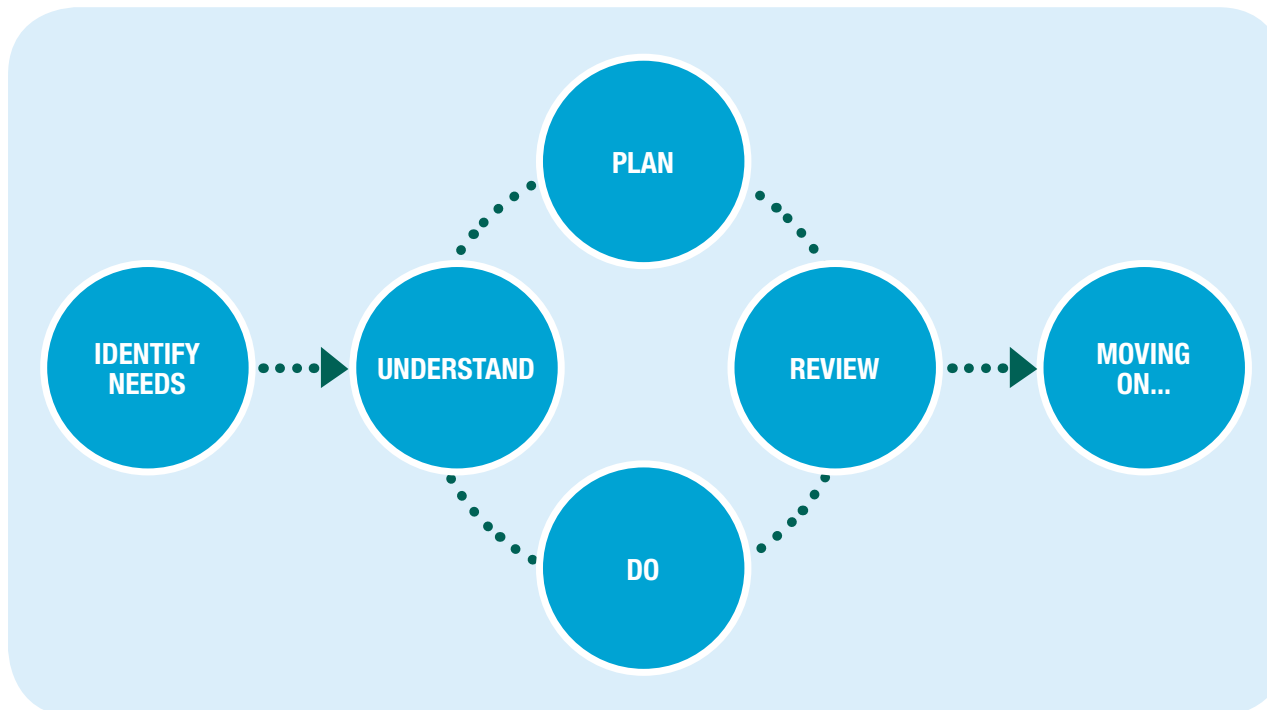 PLAN
IDENTIFY
NEEDS
UNDERSTAND
REVIEW
MOVING
ON...
DO